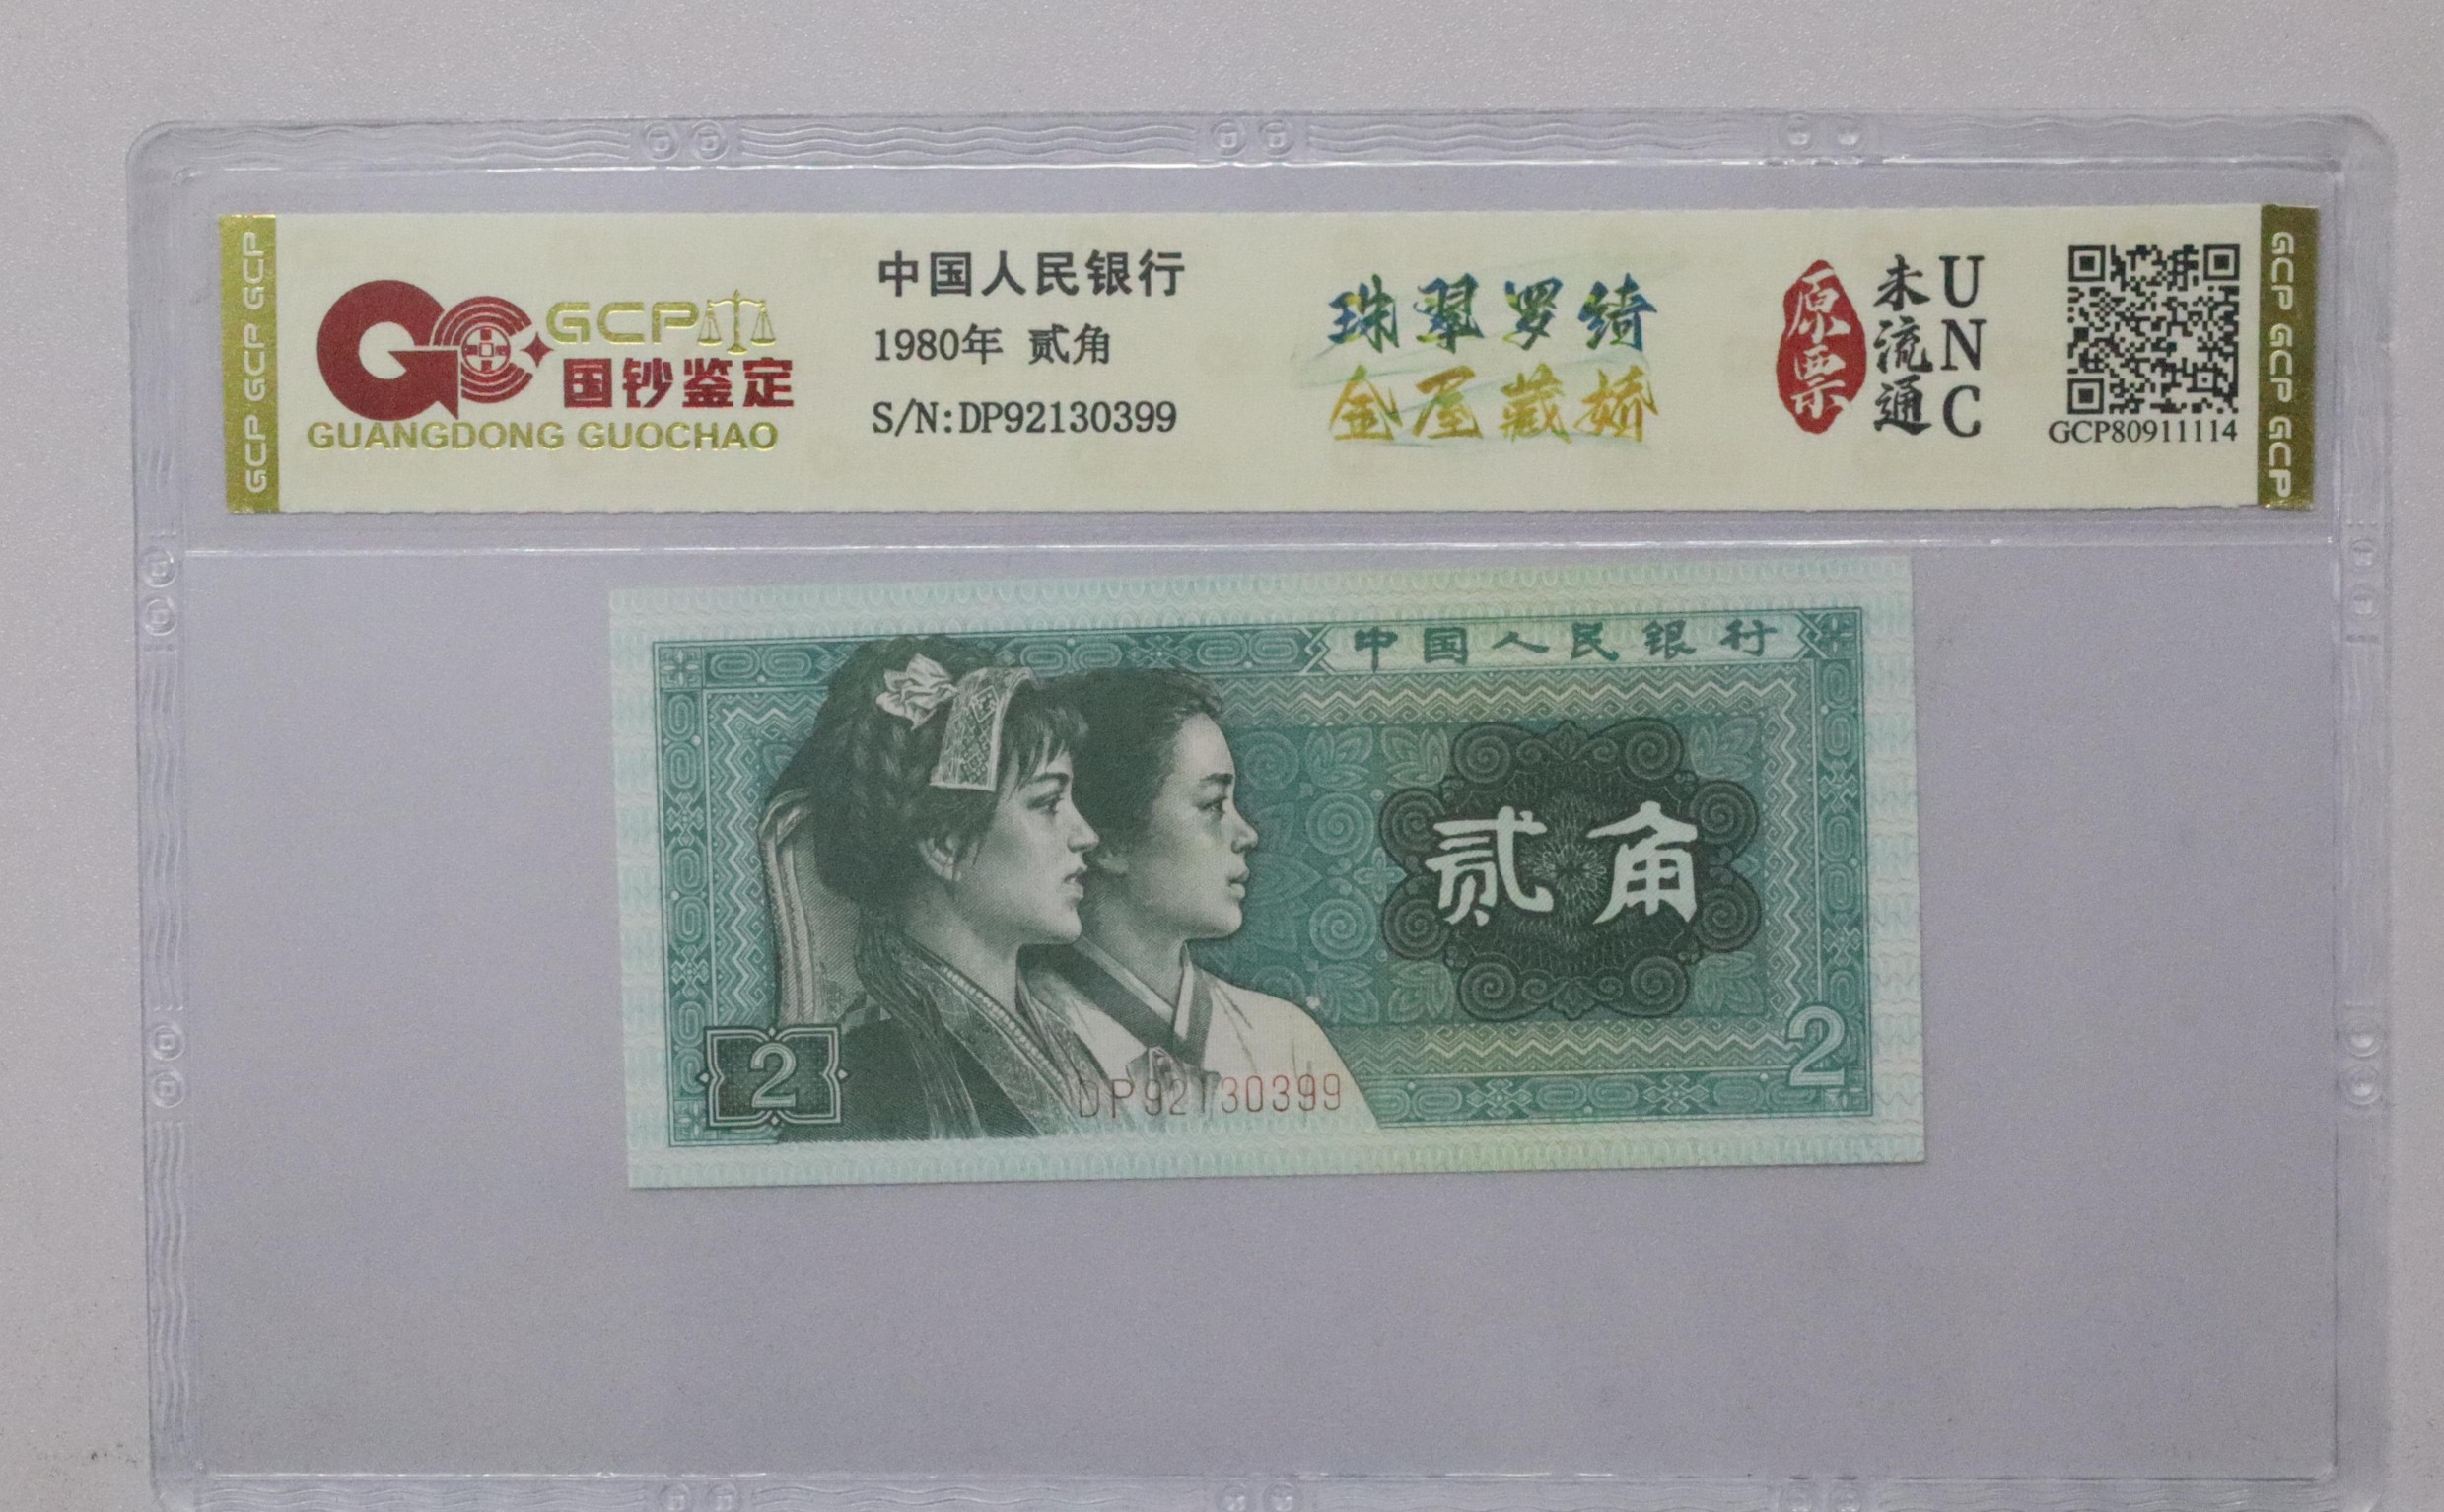 GCP GCP GCP
GCP
国钞鉴定
GUANGDONG GUOCHAO
中国人民银行
1980年 贰角
S/N:DP92130399
珠翠罗绮
金屋藏娇
原票
未流通
UNC
GCP80911114
GCP GCP GCP
中国人民银行
贰角
2
2
DP92130399